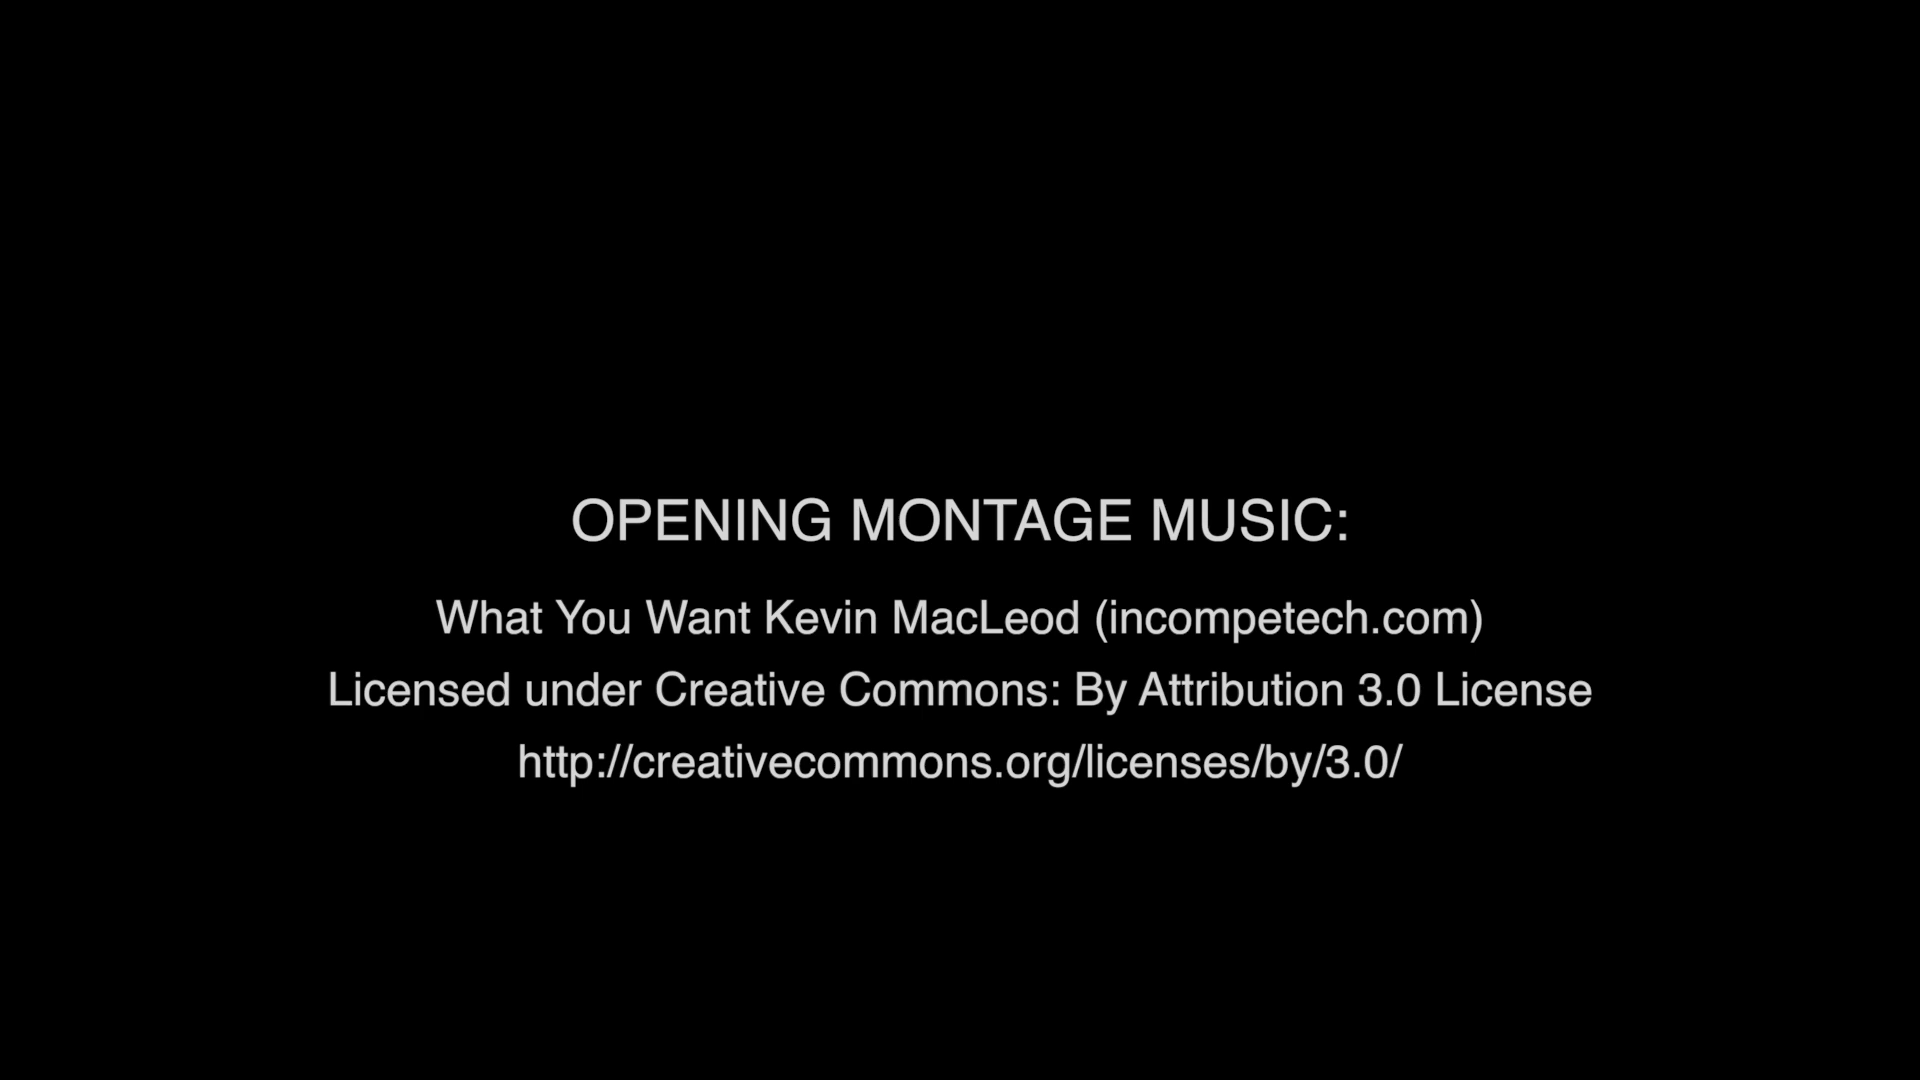 OPENING MONTAGE MUSIC:
What You Want Kevin MacLeod (incompetech.com)
Licensed under Creative Commons: By Attribution 3.0 License
http://creativecommons.org/licenses/by/3.0/